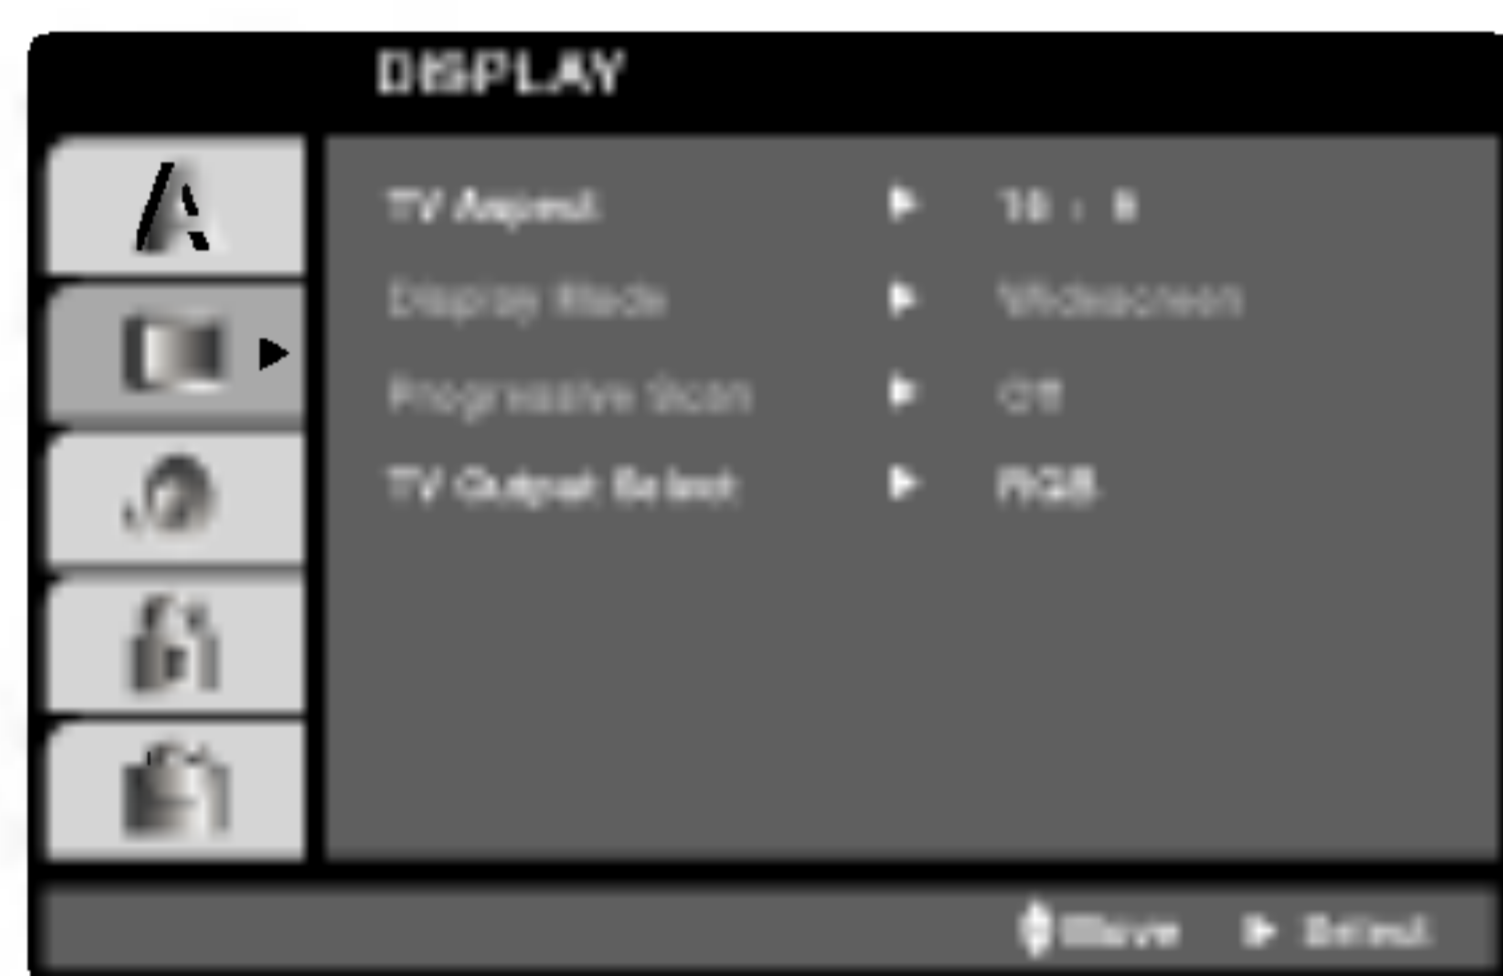 DISPLAY
TV Aspect ► 16 : 9
Display Mode ► Widescreen
Progressive Scan ► Off
TV Output Select ► RGB
Move ► Select